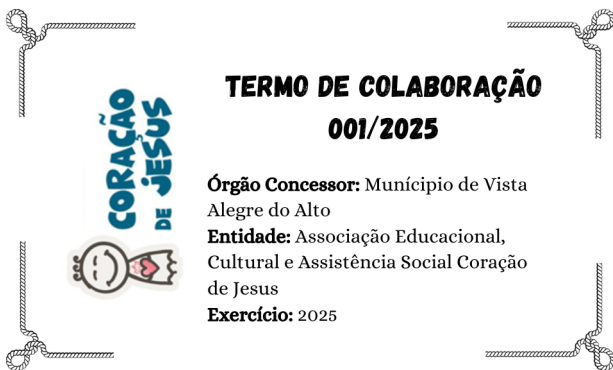 CORAÇÃO
DE JESUS
TERMO DE COLABORAÇÃO
001/2025
Órgão Concessor: Munícipio de Vista
Alegre do Alto
Entidade: Associação Educacional,
Cultural e Assistência Social Coração
de Jesus
Exercício: 2025